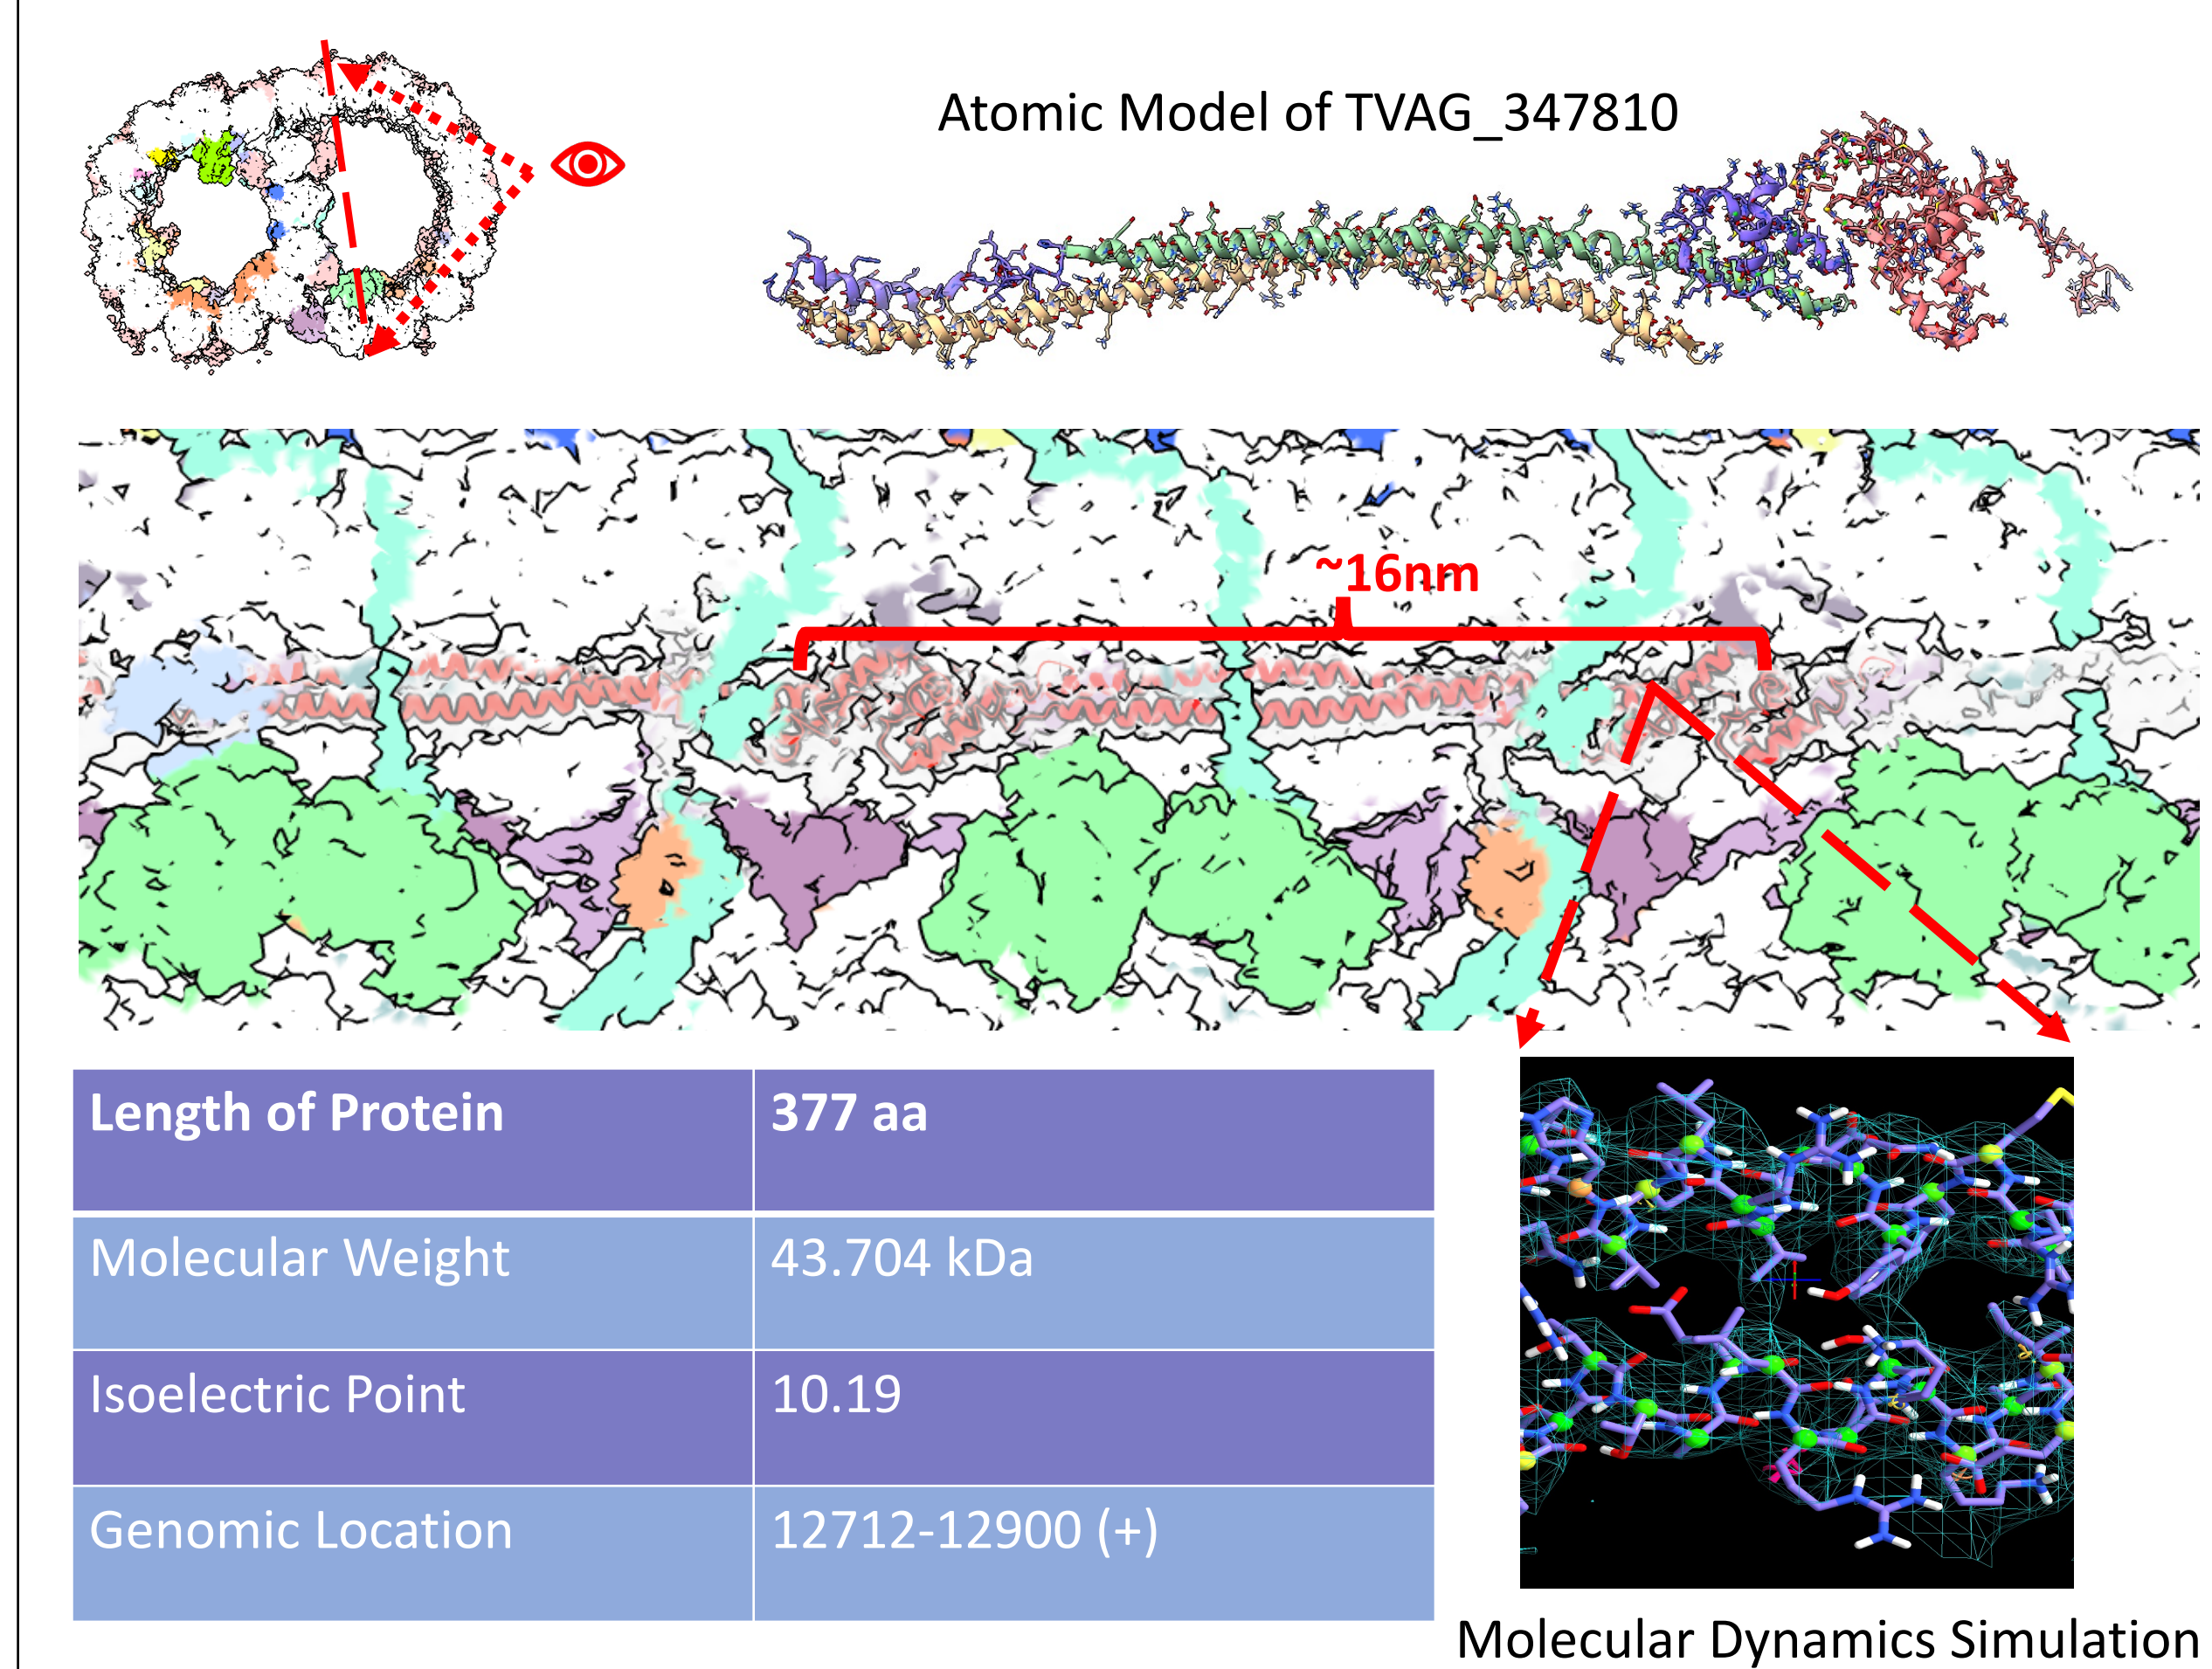 Atomic Model of TVAG_347810
~16nm
Length of Protein 377 aa
Molecular Weight 43.704 kDa
Isoelectric Point 10.19
Genomic Location 12712-12900 (+)
Molecular Dynamics Simulation